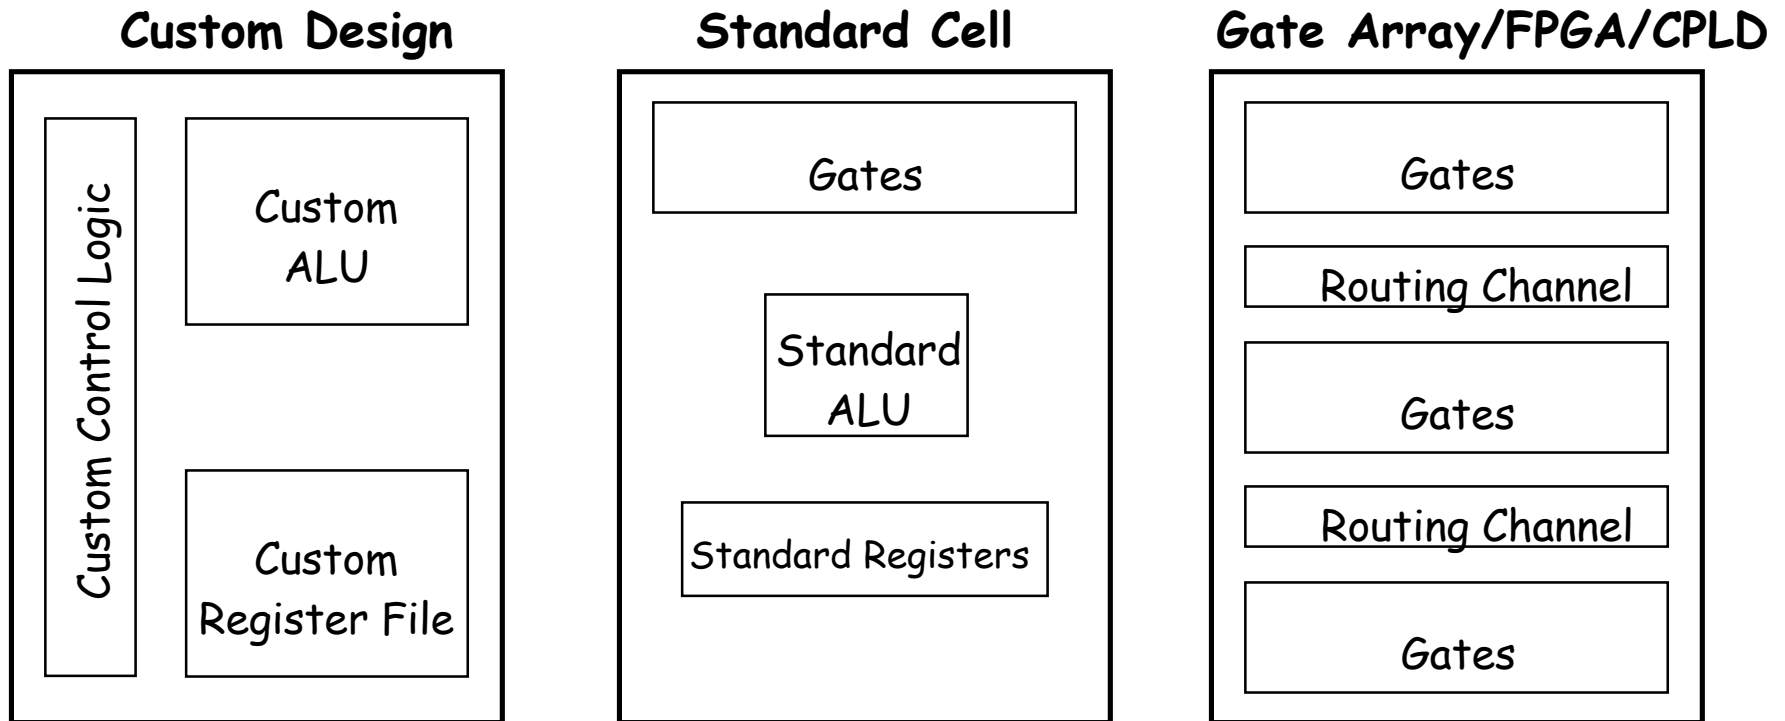 Custom Design
Custom Control Logic
Custom
ALU
Custom
Register File
Standard Cell
Gates
Standard
ALU
Standard Registers
Gate Array/FPGA/CPLD
Gates
Routing Channel
Gates
Routing Channel
Gates